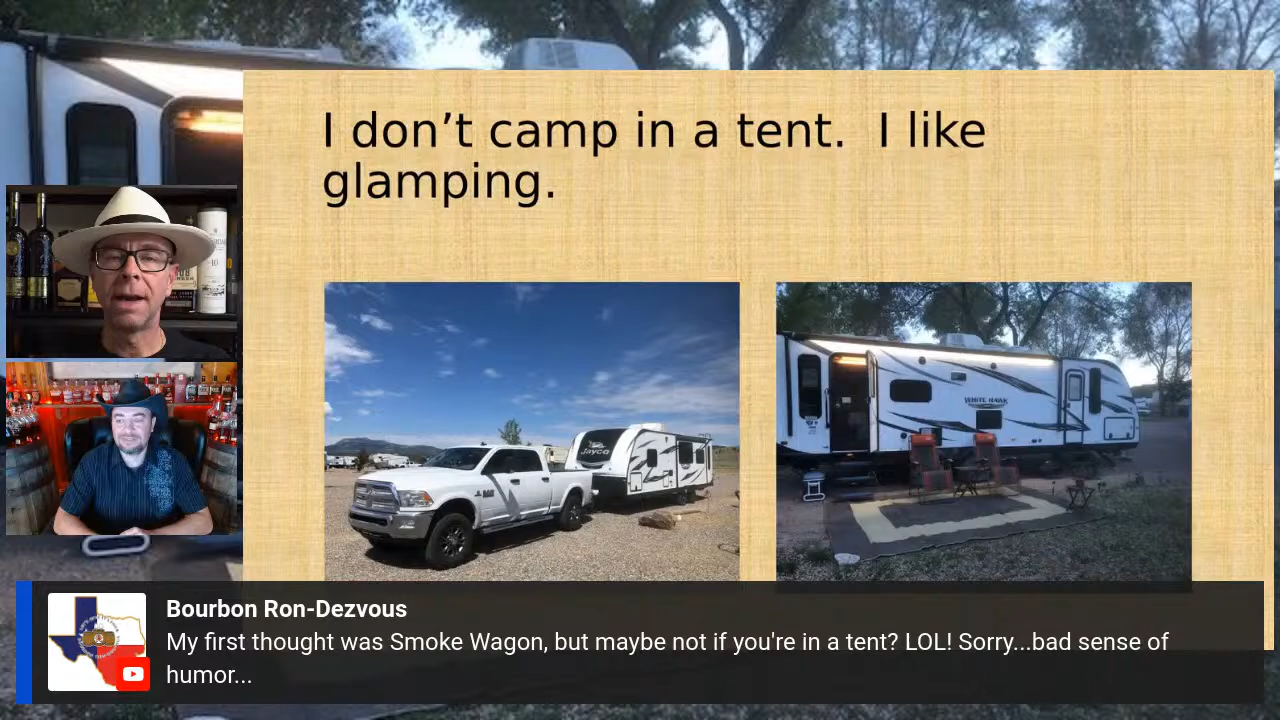 I don’t camp in a tent.  I like
glamping.
Jayco
WHITE HAWK
10
Bourbon Ron-Dezvous
My first thought was Smoke Wagon, but maybe not if you're in a tent? LOL! Sorry...bad sense of
humor...